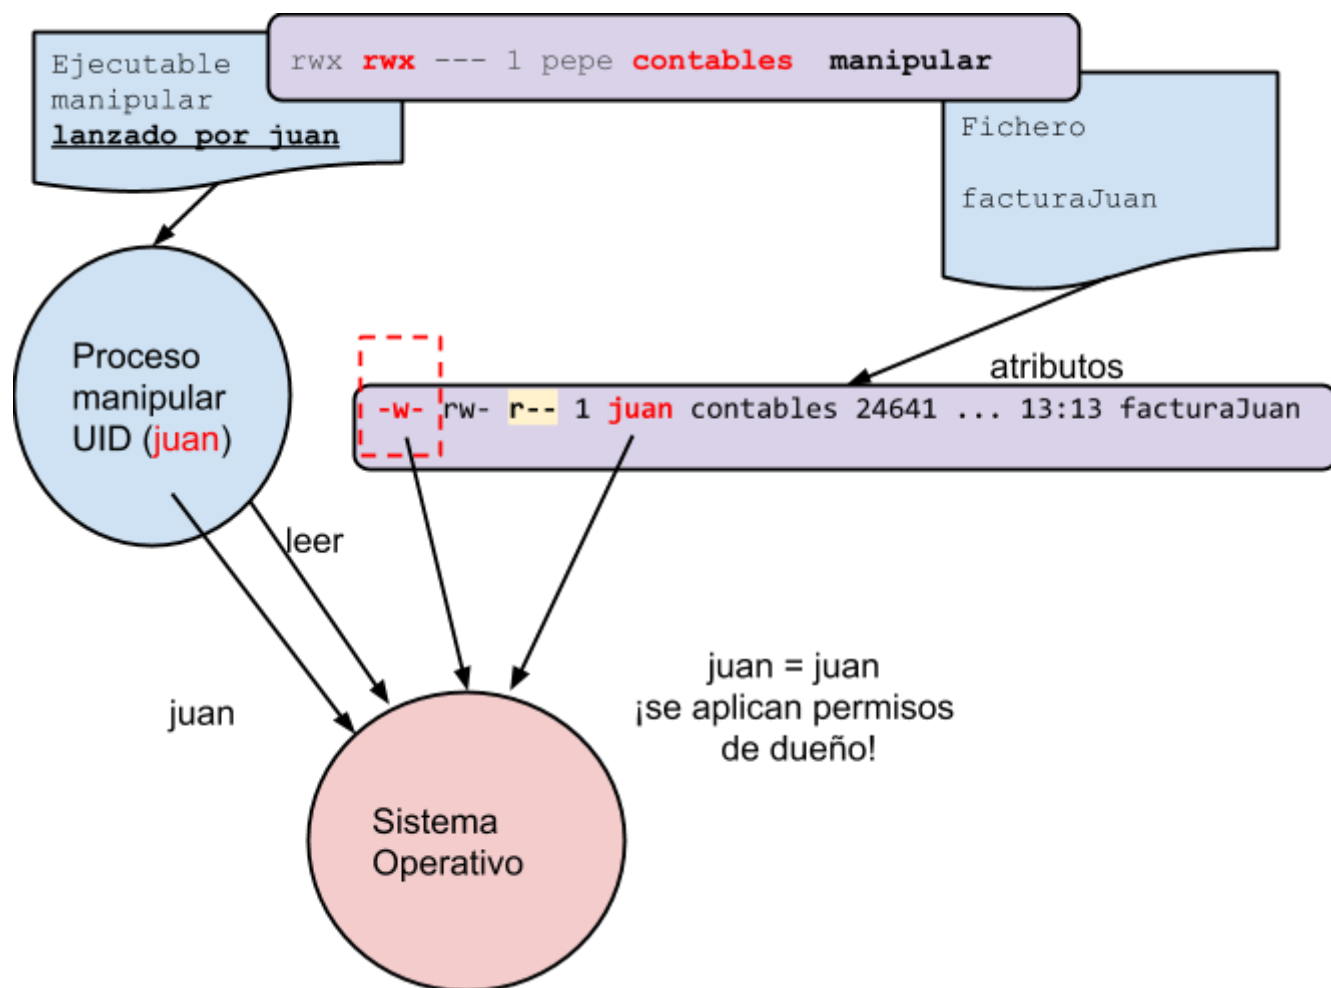 Ejecutable
manipular
lanzado por juan
rwx rwx --- 1 pepe contables manipular
Fichero
facturaJuan
Proceso
manipular
UID (juan)
atributos
-w- rw- r-- 1 juan contables 24641 ... 13:13 facturaJuan
leer
juan
juan = juan
¡se aplican permisos
de dueño!
Sistema
Operativo